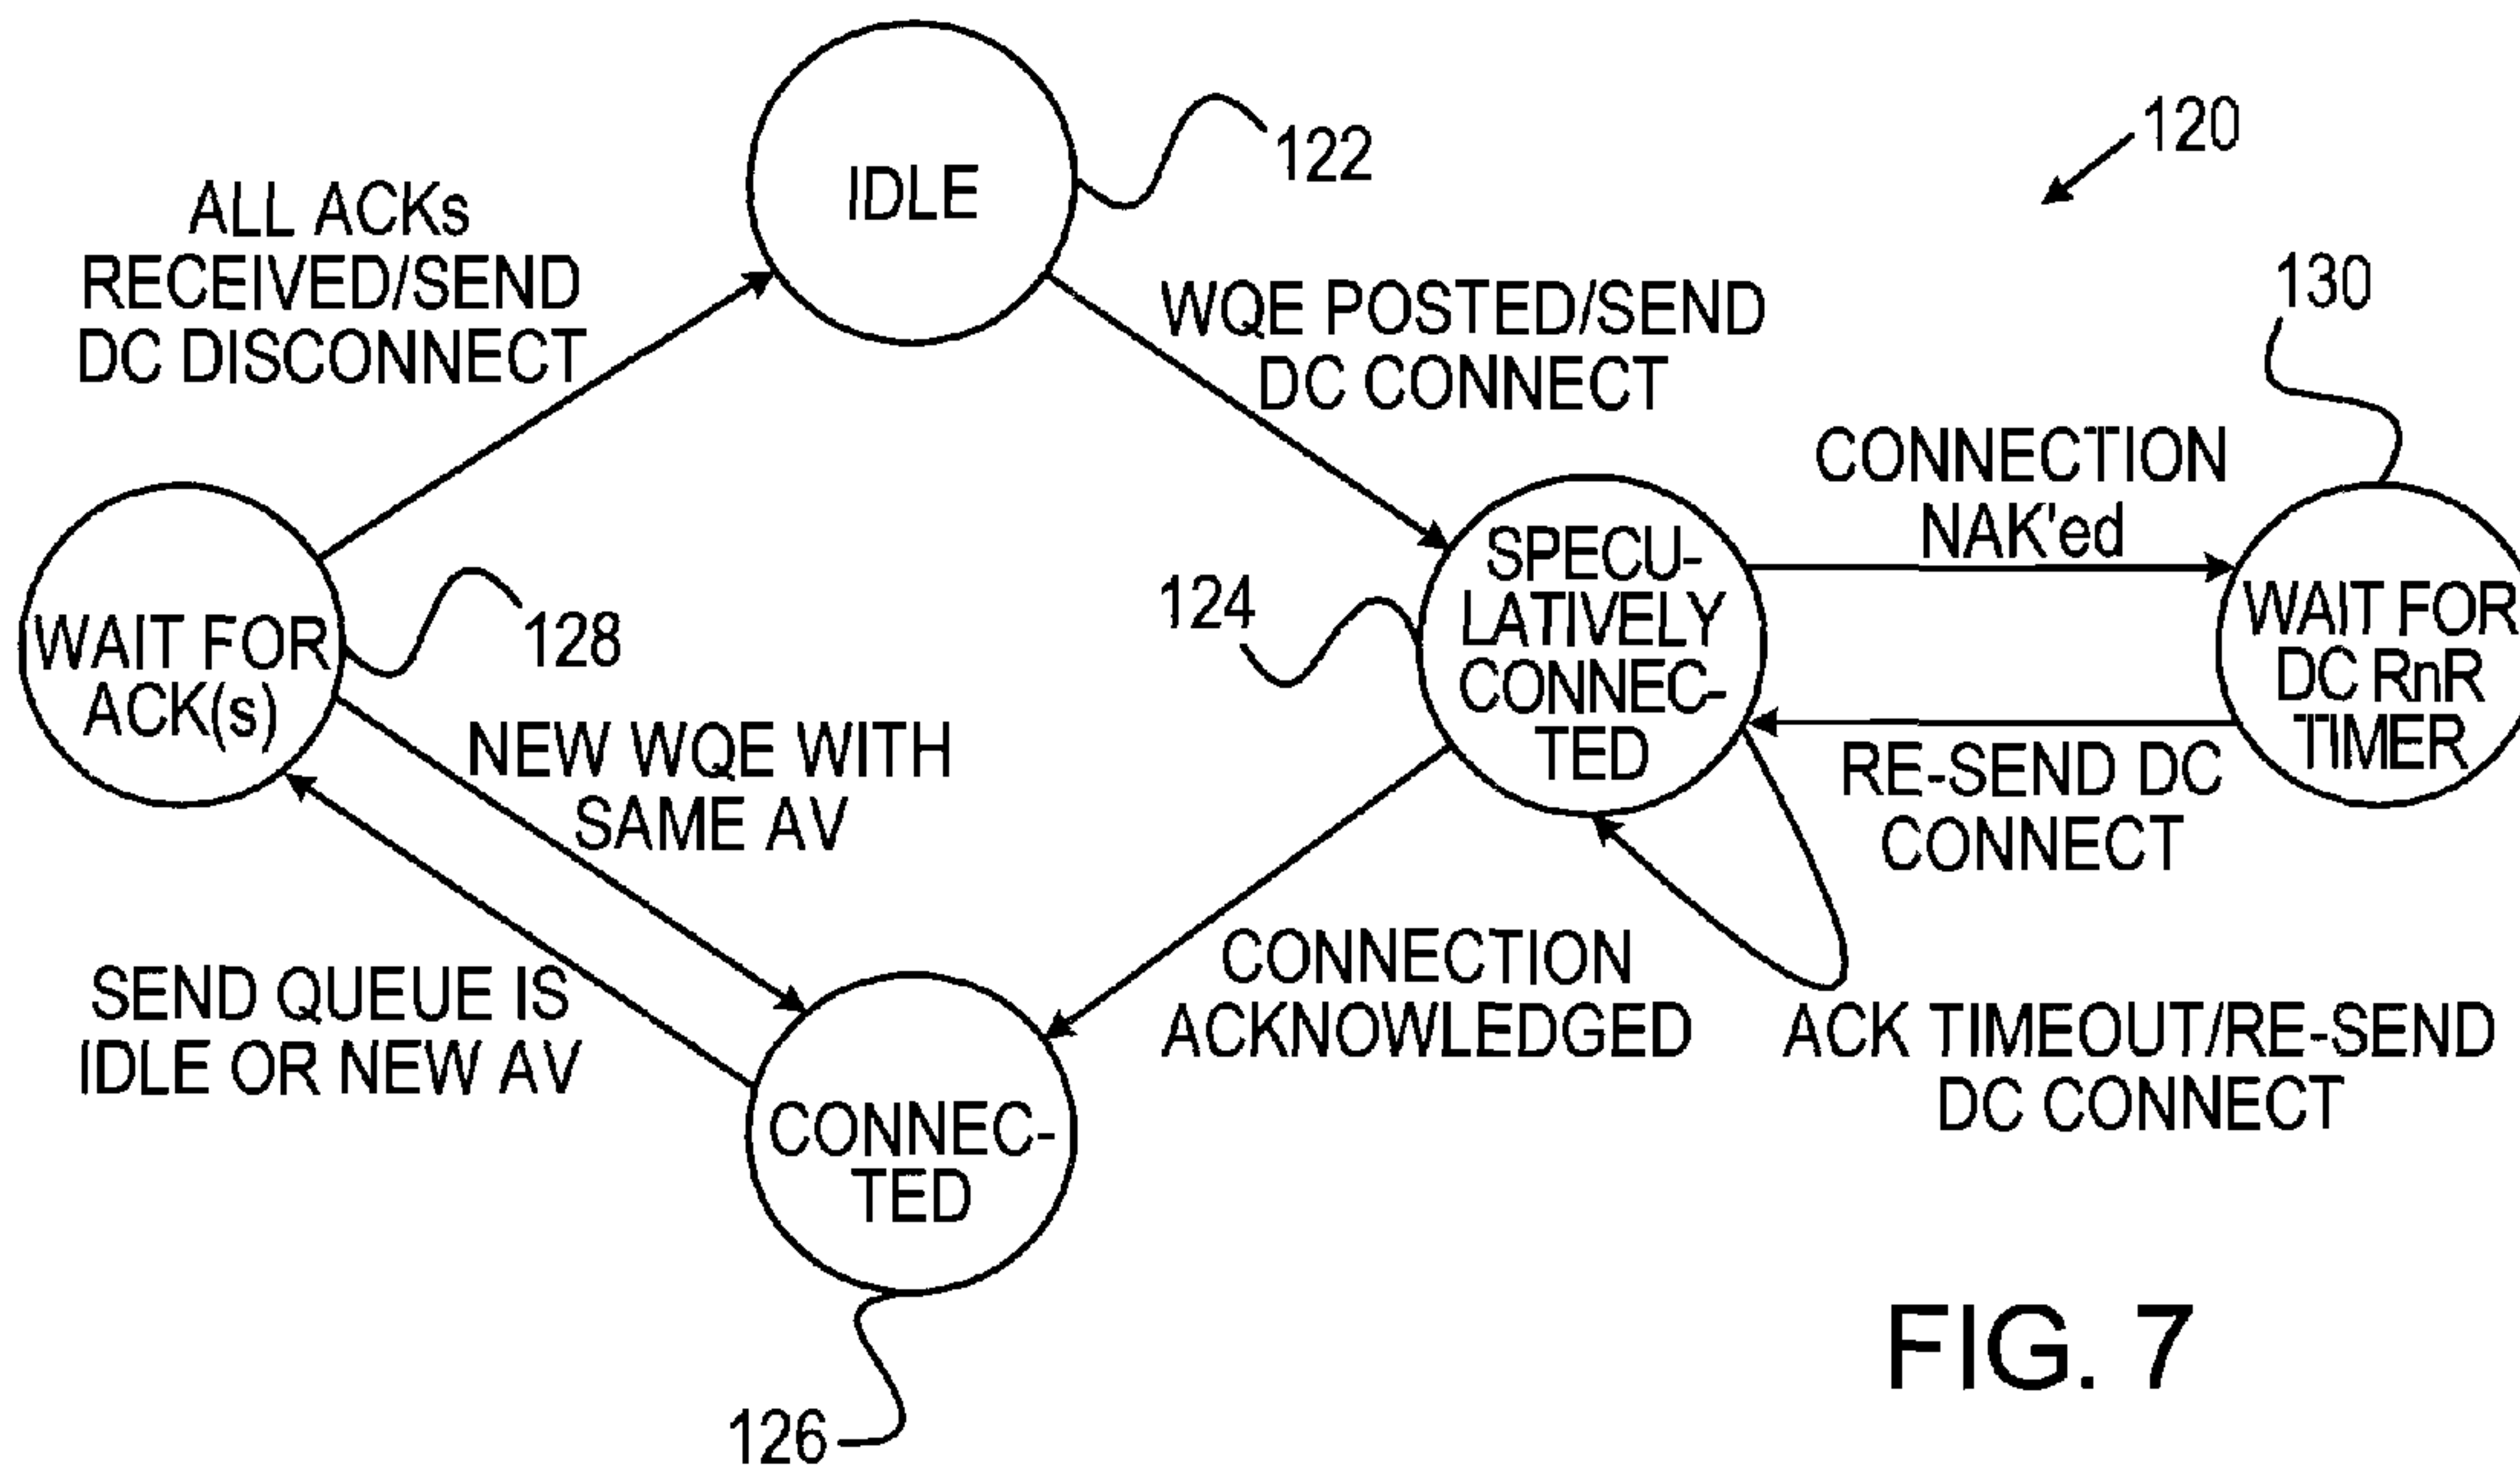 IDLE
122
120
ALL ACKs
RECEIVED/SEND
DC DISCONNECT
WQE POSTED/SEND
DC CONNECT
130
CONNECTION
NAK'ed
WAIT FOR
ACK(s)
128
124
SPECU-
LATIVELY
CONNEC-
TED
WAIT FOR
DC RnR
TIMER
NEW WQE WITH
SAME AV
RE-SEND DC
CONNECT
SEND QUEUE IS
IDLE OR NEW AV
CONNECTION
ACKNOWLEDGED
ACK TIMEOUT/RE-SEND
DC CONNECT
CONNEC-
TED
126
FIG. 7